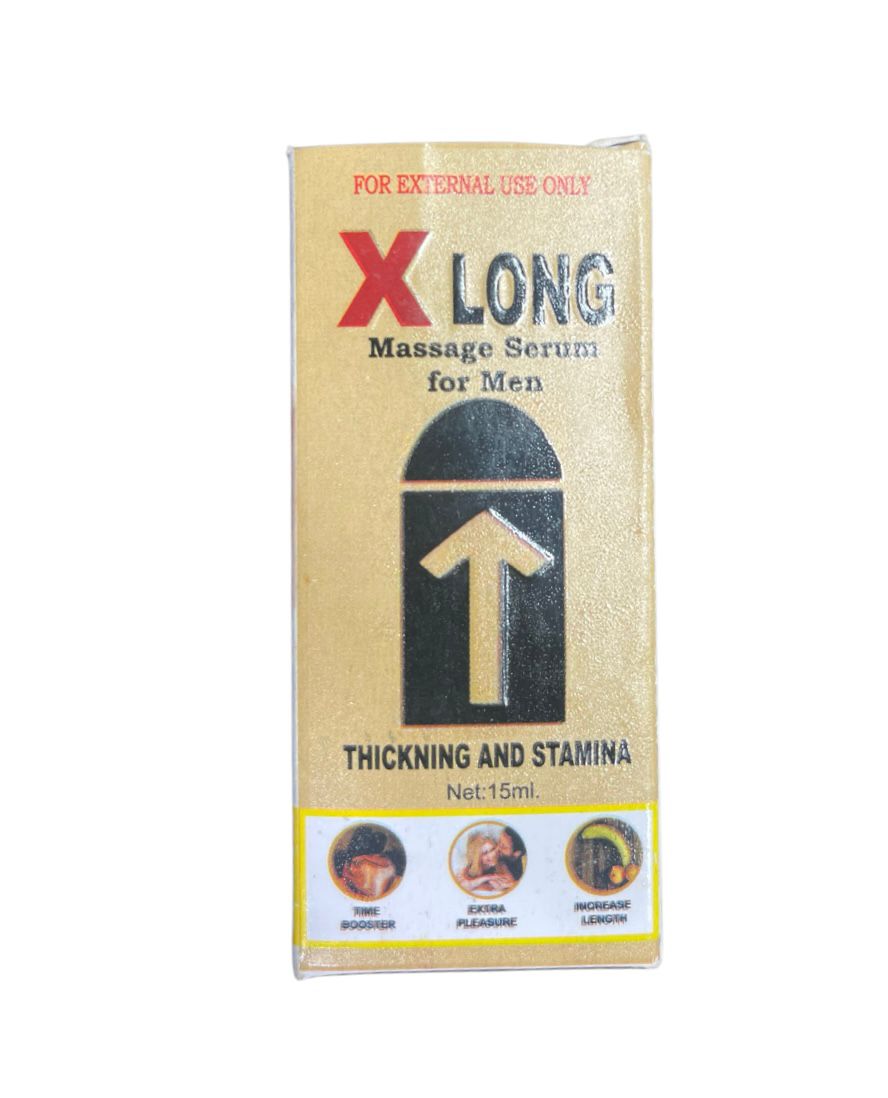 FOR EXTERNAL USE ONLY
X LONG
Massage Serum
for Men
THICKNING AND STAMINA
Net:15ml.
TIME
BOOSTER
EXTRA
PLEASURE
INCREASE
LENGTH